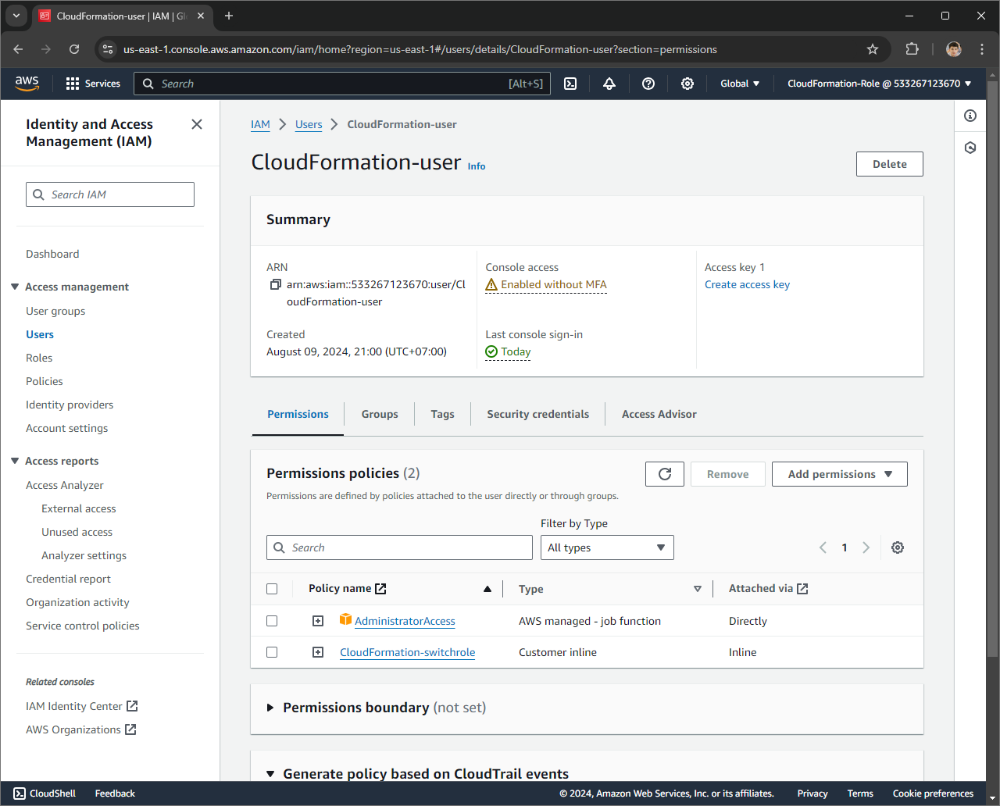 CloudFormation-user | IAM | Gl
us-east-1.console.aws.amazon.com/iam/home?region=us-east-1#/users/details/CloudFormation-user?section=permissions
aws
Services
Search
[Alt+S]
Global
CloudFormation-Role @ 533267123670
Identity and Access
Management (IAM)
Search IAM
Dashboard
Access management
User groups
Users
Roles
Policies
Identity providers
Account settings
Access reports
Access Analyzer
External access
Unused access
Analyzer settings
Credential report
Organization activity
Service control policies
Related consoles
IAM Identity Center
AWS Organizations
IAM
Users
CloudFormation-user
CloudFormation-user Info
Delete
Summary
ARN
arn:aws:iam::533267123670:user/Cl
oudFormation-user
Console access
Enabled without MFA
Access key 1
Create access key
Created
August 09, 2024, 21:00 (UTC+07:00)
Last console sign-in
Today
Permissions
Groups
Tags
Security credentials
Access Advisor
Permissions policies (2)
Permissions are defined by policies attached to the user directly or through groups.
Remove
Add permissions
Filter by Type
Search
All types
1
Policy name
Type
Attached via
AdministratorAccess
AWS managed - job function
Directly
CloudFormation-switchrole
Customer inline
Inline
Permissions boundary (not set)
Generate policy based on CloudTrail events
CloudShell
Feedback
© 2024, Amazon Web Services, Inc. or its affiliates.
Privacy
Terms
Cookie preferences